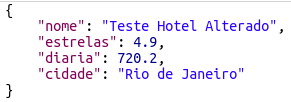 {
    "nome": "Teste Hotel Alterado",
    "estrelas": 4.9,
    "diaria": 720.2,
    "cidade": "Rio de Janeiro"
}